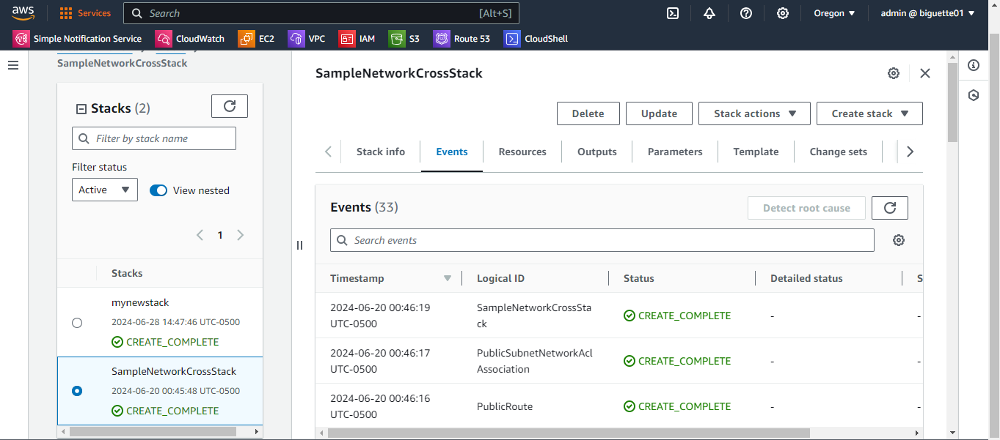 aws
Services
Search
[Alt+S]
Oregon
admin @ biguette01
Simple Notification Service
CloudWatch
EC2
VPC
IAM
S3
Route 53
CloudShell
SampleNetworkCrossStack
Stacks (2)
Filter by stack name
Filter status
Active
View nested
1
Stacks
mynewstack
2024-06-28 14:47:46 UTC-0500
CREATE_COMPLETE
SampleNetworkCrossStack
2024-06-20 00:45:48 UTC-0500
CREATE_COMPLETE
SampleNetworkCrossStack
Delete
Update
Stack actions
Create stack
Stack info
Events
Resources
Outputs
Parameters
Template
Change sets
Events (33)
Detect root cause
Search events
Timestamp
Logical ID
Status
Detailed status
S
2024-06-20 00:46:19
UTC-0500
SampleNetworkCrossSta
ck
CREATE_COMPLETE
-
-
2024-06-20 00:46:17
UTC-0500
PublicSubnetNetworkAcl
Association
CREATE_COMPLETE
-
-
2024-06-20 00:46:16
UTC-0500
PublicRoute
CREATE_COMPLETE
-
-